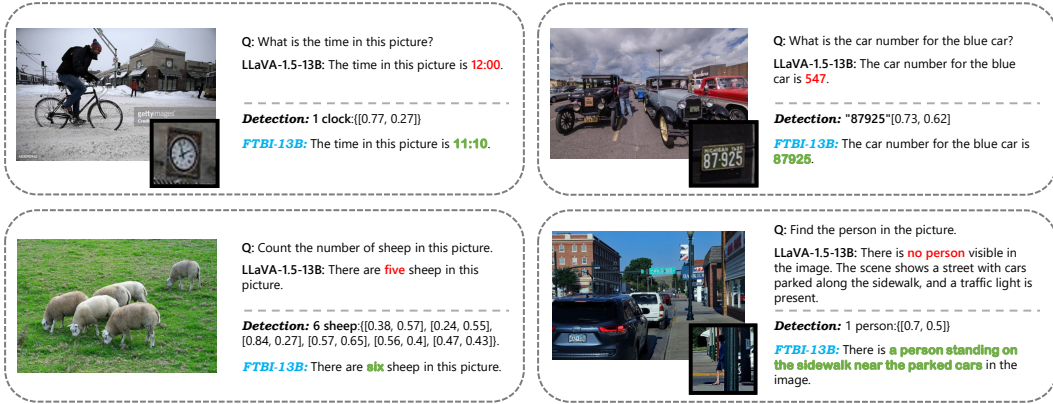 Q: What is the time in this picture?
LLaVA-1.5-13B: The time in this picture is 12:00.
Detection: 1 clock:{[0.77, 0.27]}
FTBI-13B: The time in this picture is 11:10.
gettyimages
Q: What is the car number for the blue car?
LLaVA-1.5-13B: The car number for the blue
car is 547.
Detection: "87925"[0.73, 0.62]
FTBI-13B: The car number for the blue car is
87925.
87·925
Q: Count the number of sheep in this picture.
LLaVA-1.5-13B: There are five sheep in this
picture.
Detection: 6 sheep:{[0.38, 0.57], [0.24, 0.55],
[0.84, 0.27], [0.57, 0.65], [0.56, 0.4], [0.47, 0.43]}.
FTBI-13B: There are six sheep in this picture.
Q: Find the person in the picture.
LLaVA-1.5-13B: There is no person visible in
the image. The scene shows a street with cars
parked along the sidewalk, and a traffic light is
present.
Detection: 1 person:{[0.7, 0.5]}
FTBI-13B: There is a person standing on
the sidewalk near the parked cars in the
image.